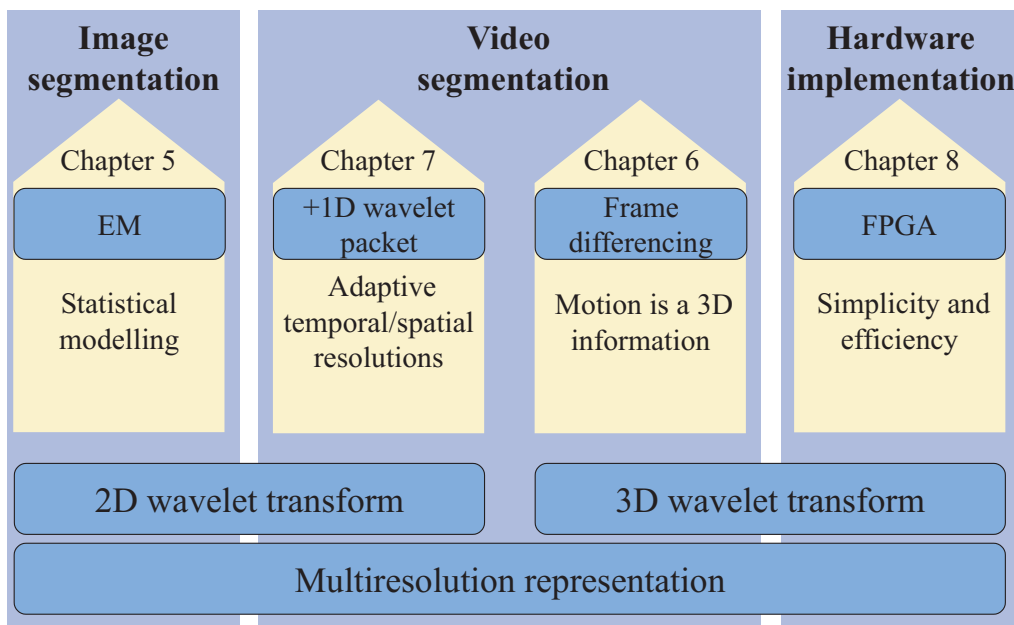 Image
segmentation
Video
segmentation
Hardware
implementation
Chapter 5
EM
Statistical
modelling
Chapter 7
+1D wavelet
packet
Adaptive
temporal/spatial
resolutions
Chapter 6
Frame
differencing
Motion is a 3D
information
Chapter 8
FPGA
Simplicity and
efficiency
2D wavelet transform
3D wavelet transform
Multiresolution representation